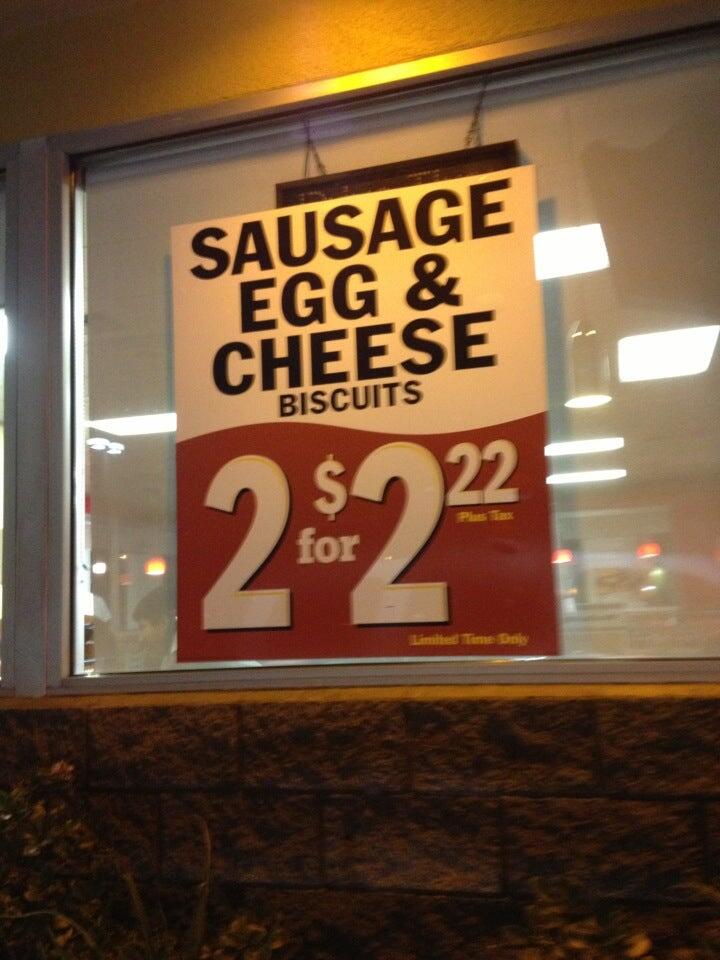 SAUSAGE
EGG &
CHEESE
BISCUITS
2 for $2.22
Plus Tax
Limited Time Only